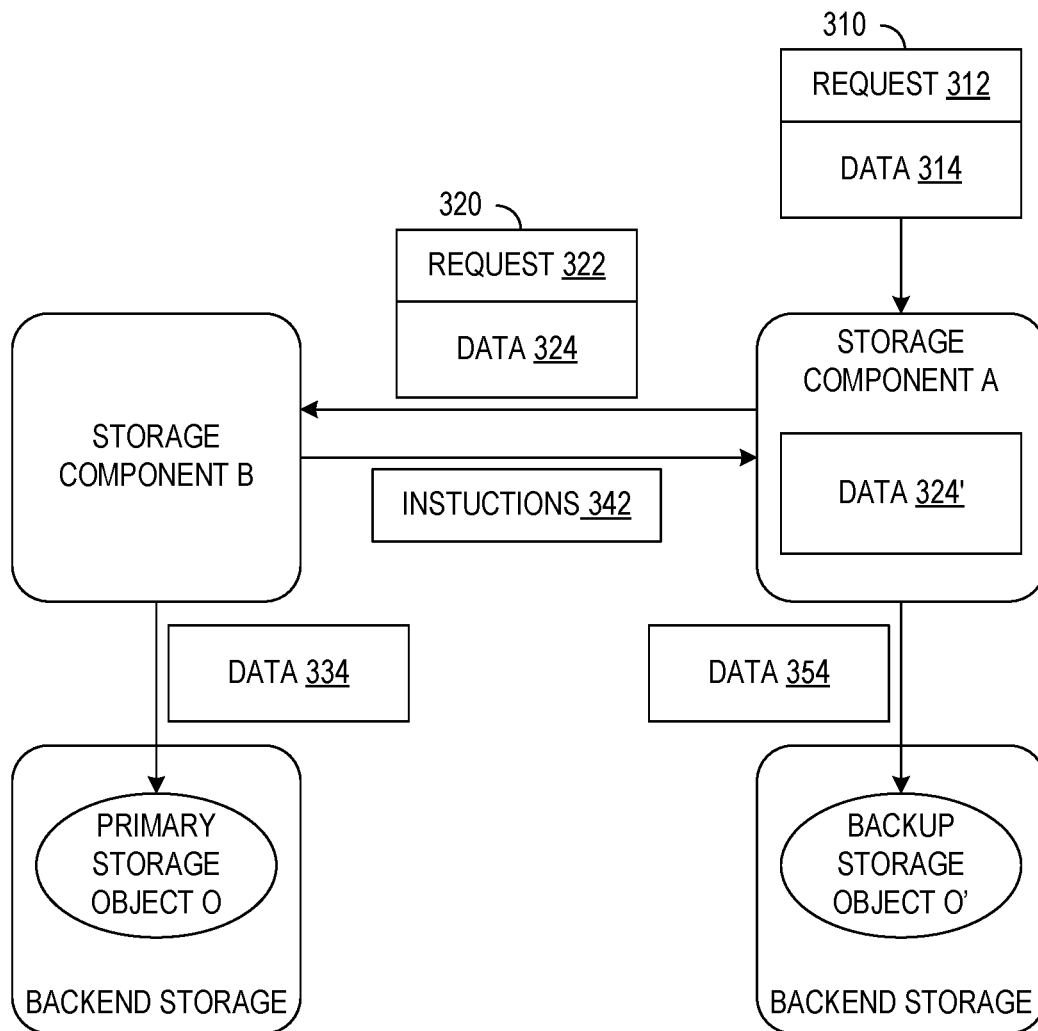 310
REQUEST 312
DATA 314
320
REQUEST 322
DATA 324
STORAGE
COMPONENT A
DATA 324'
STORAGE
COMPONENT B
INSTUCTIONS 342
DATA 334
DATA 354
PRIMARY
STORAGE
OBJECT O
BACKEND STORAGE
BACKUP
STORAGE
OBJECT O’
BACKEND STORAGE